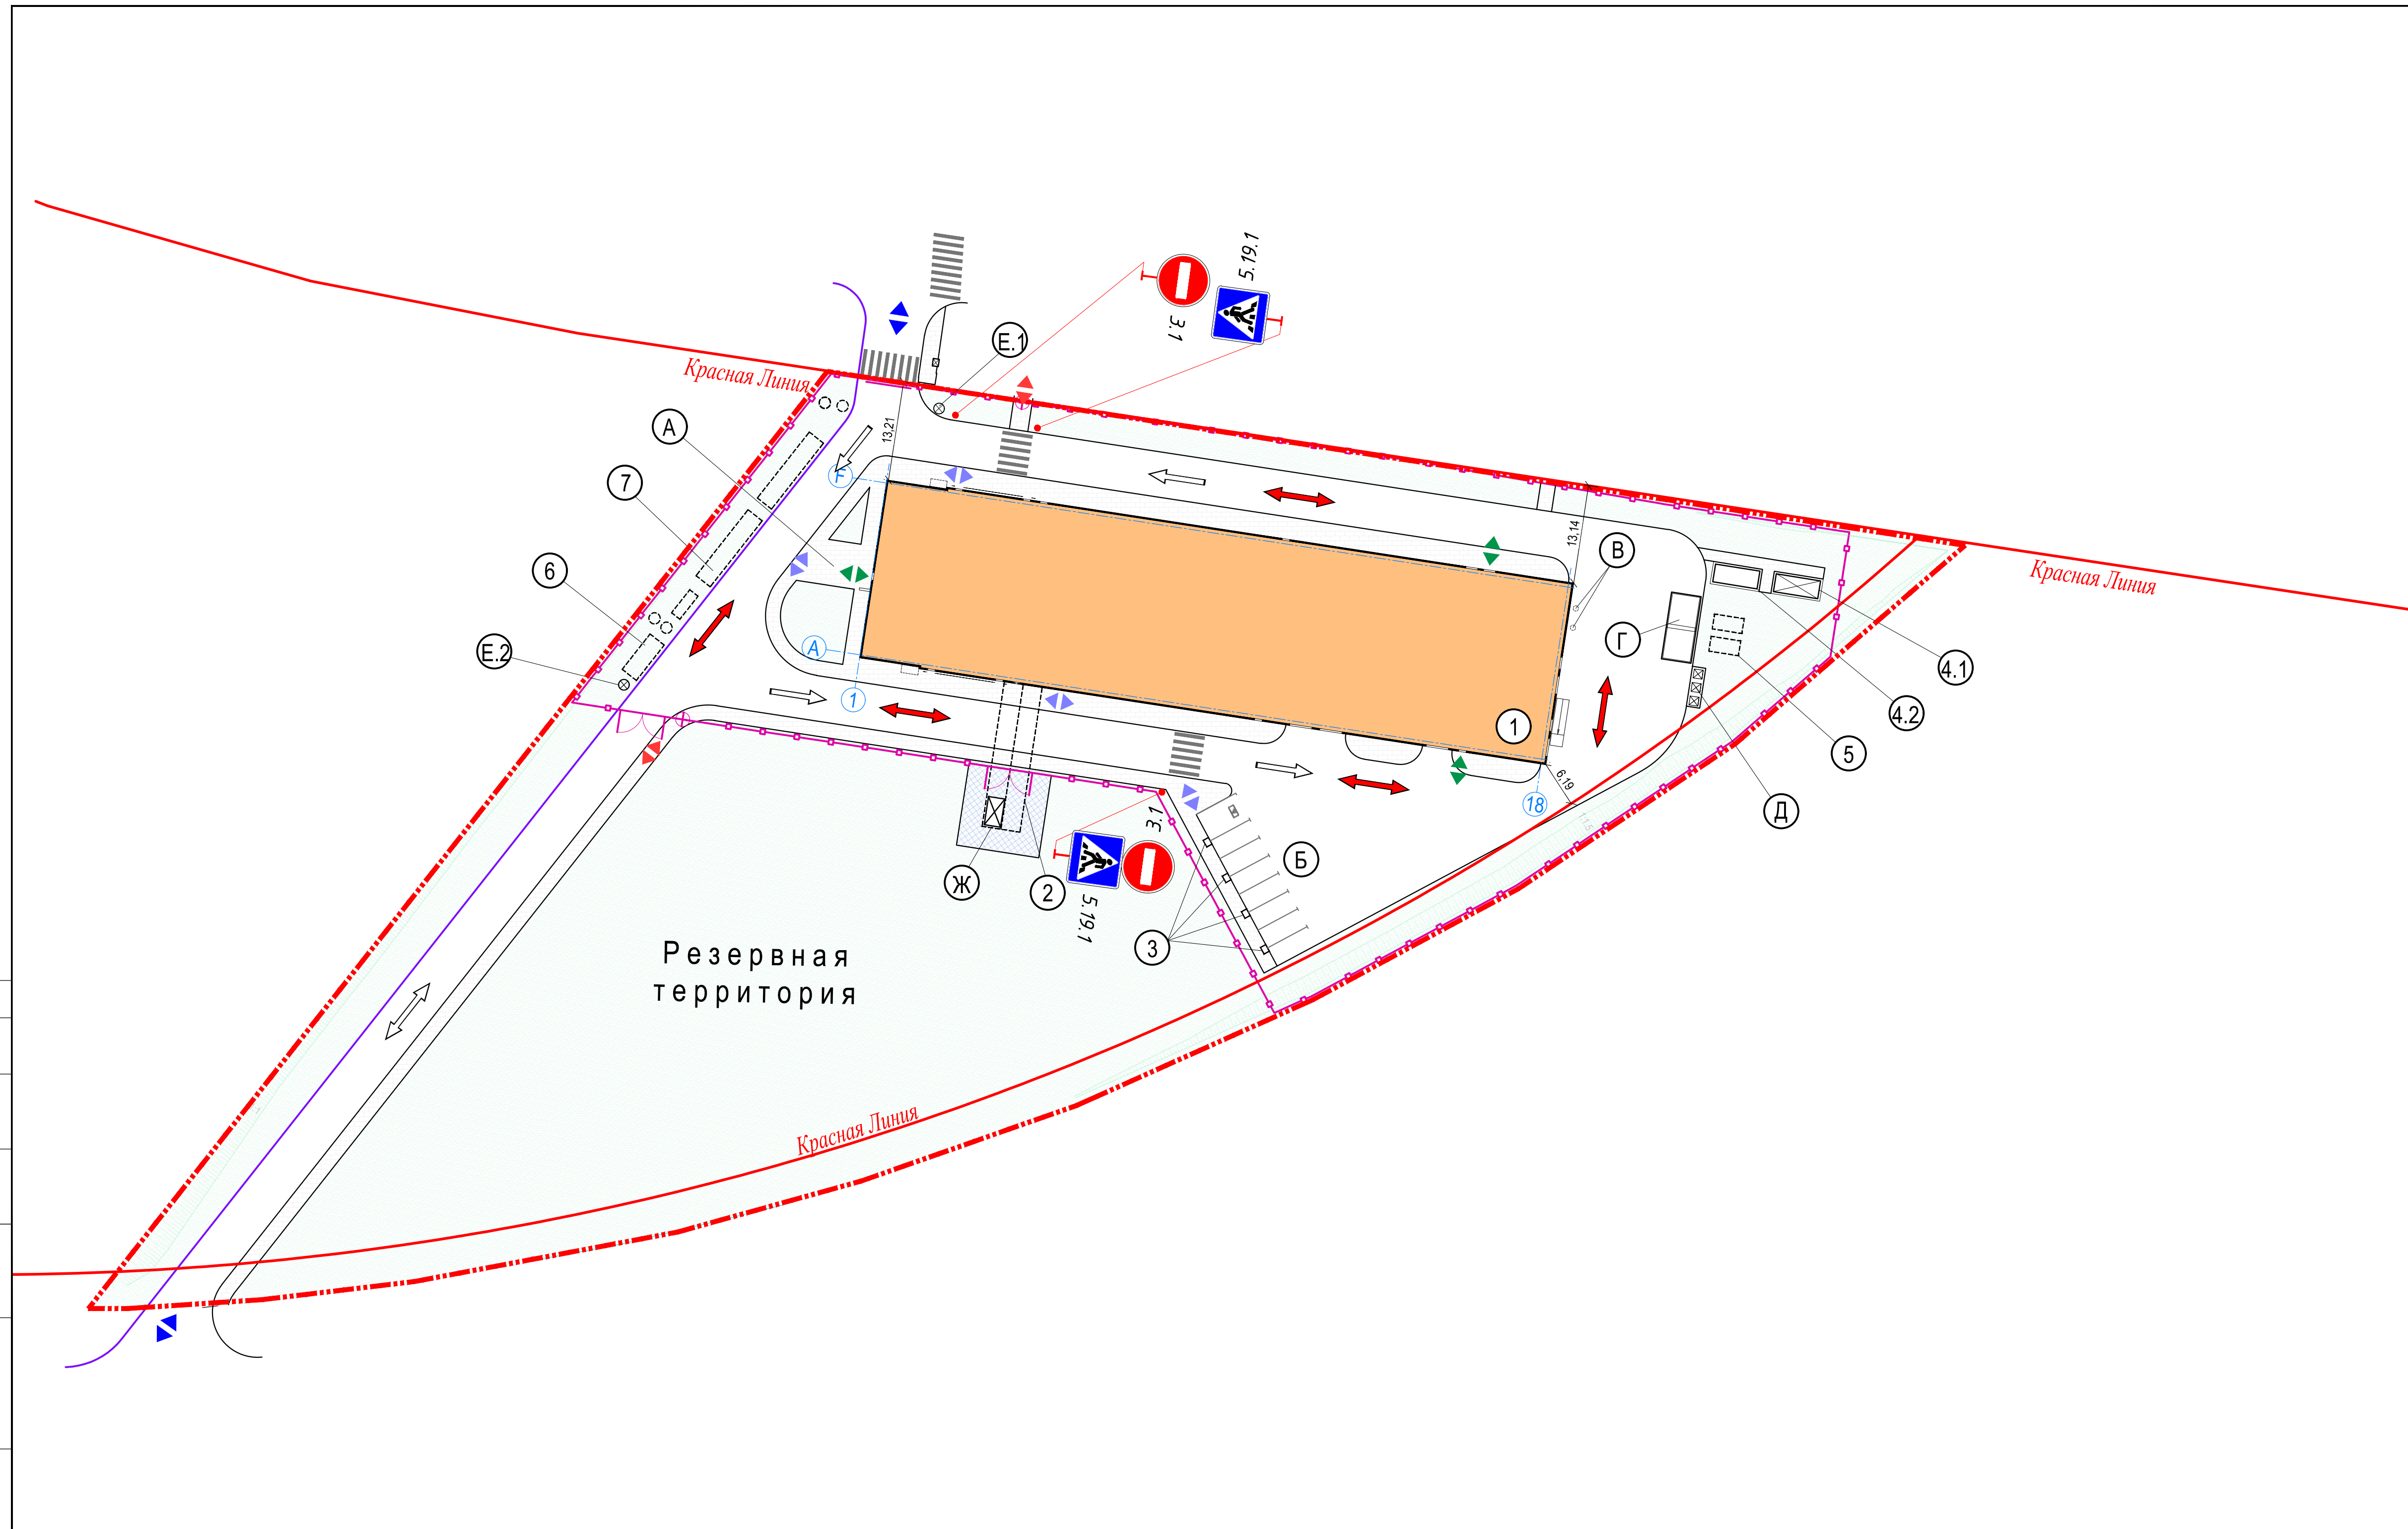 5.19.1
3.1
Е.1
Красная Линия
А
13,21
7
F
13,14
В
6
Красная Линия
Е.2
А
Г
4.1
1
1
4.2
5
6,19
18
Д
3.1
Б
Ж
2
5.19.1
3
Резервная
территория
Красная Линия